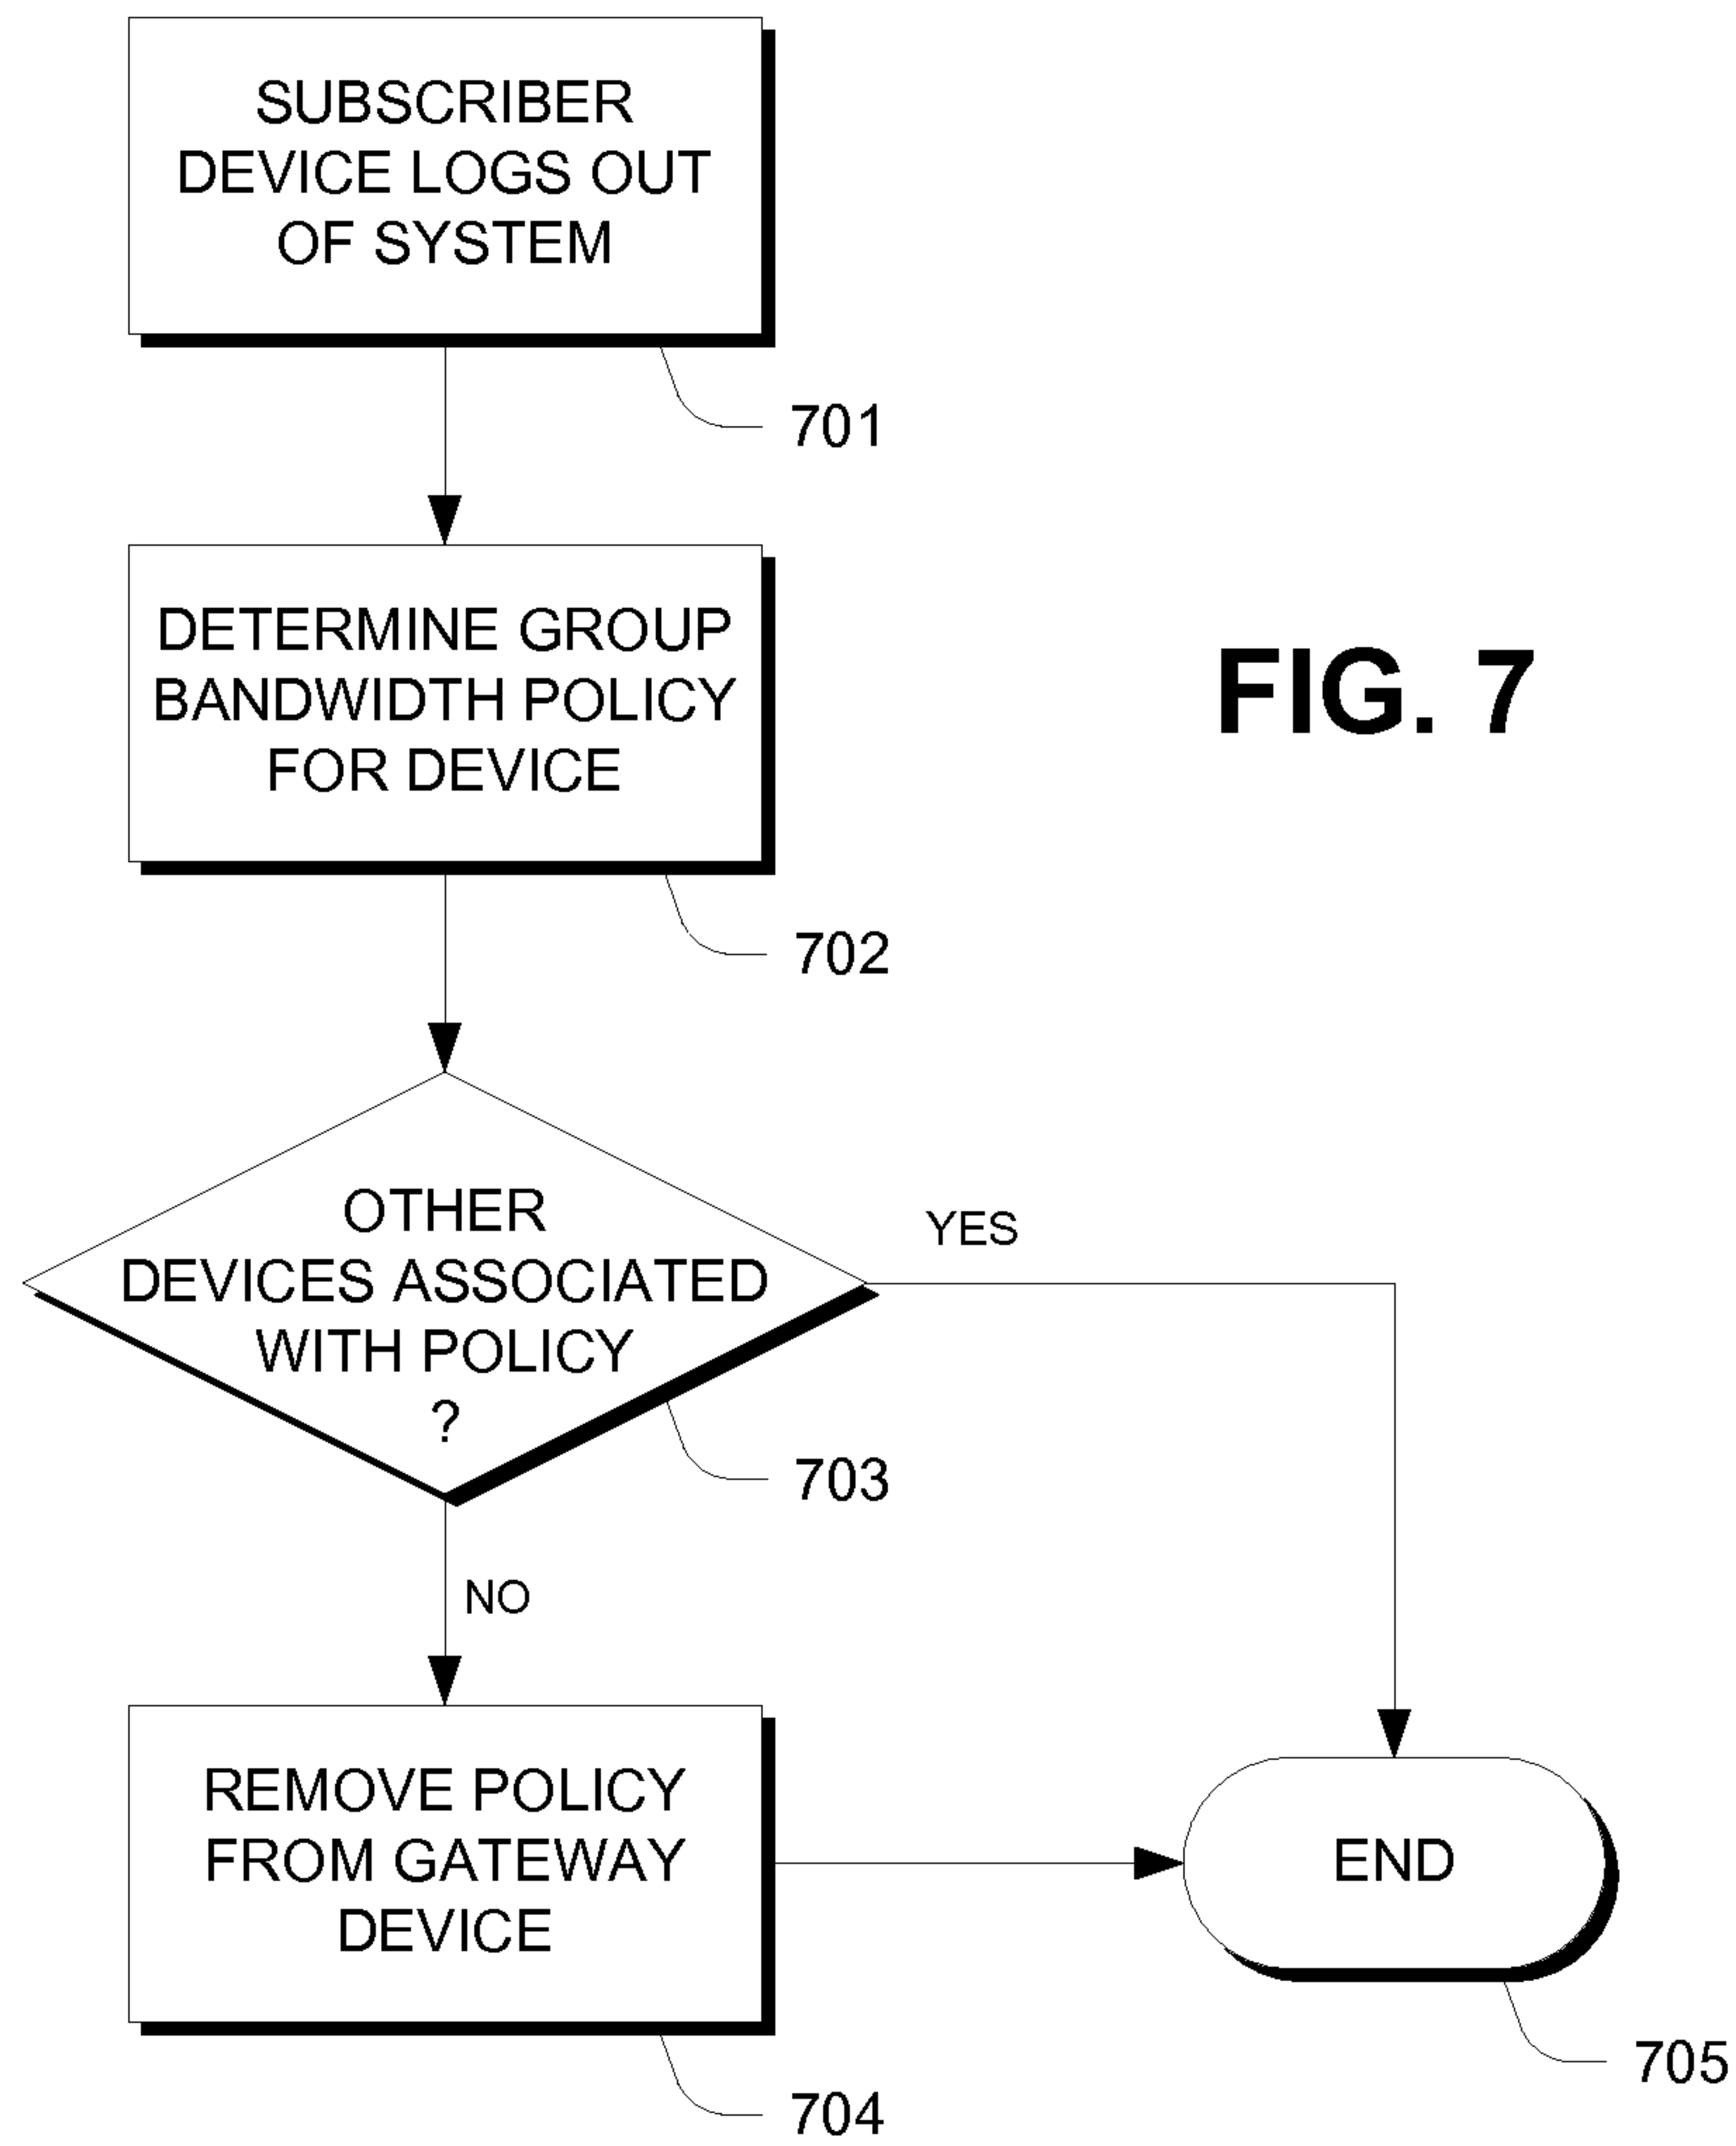 SUBSCRIBER
DEVICE LOGS OUT
OF SYSTEM
701
DETERMINE GROUP
BANDWIDTH POLICY
FOR DEVICE
702
FIG. 7
OTHER
DEVICES ASSOCIATED
WITH POLICY
?
703
YES
NO
REMOVE POLICY
FROM GATEWAY
DEVICE
704
END
705